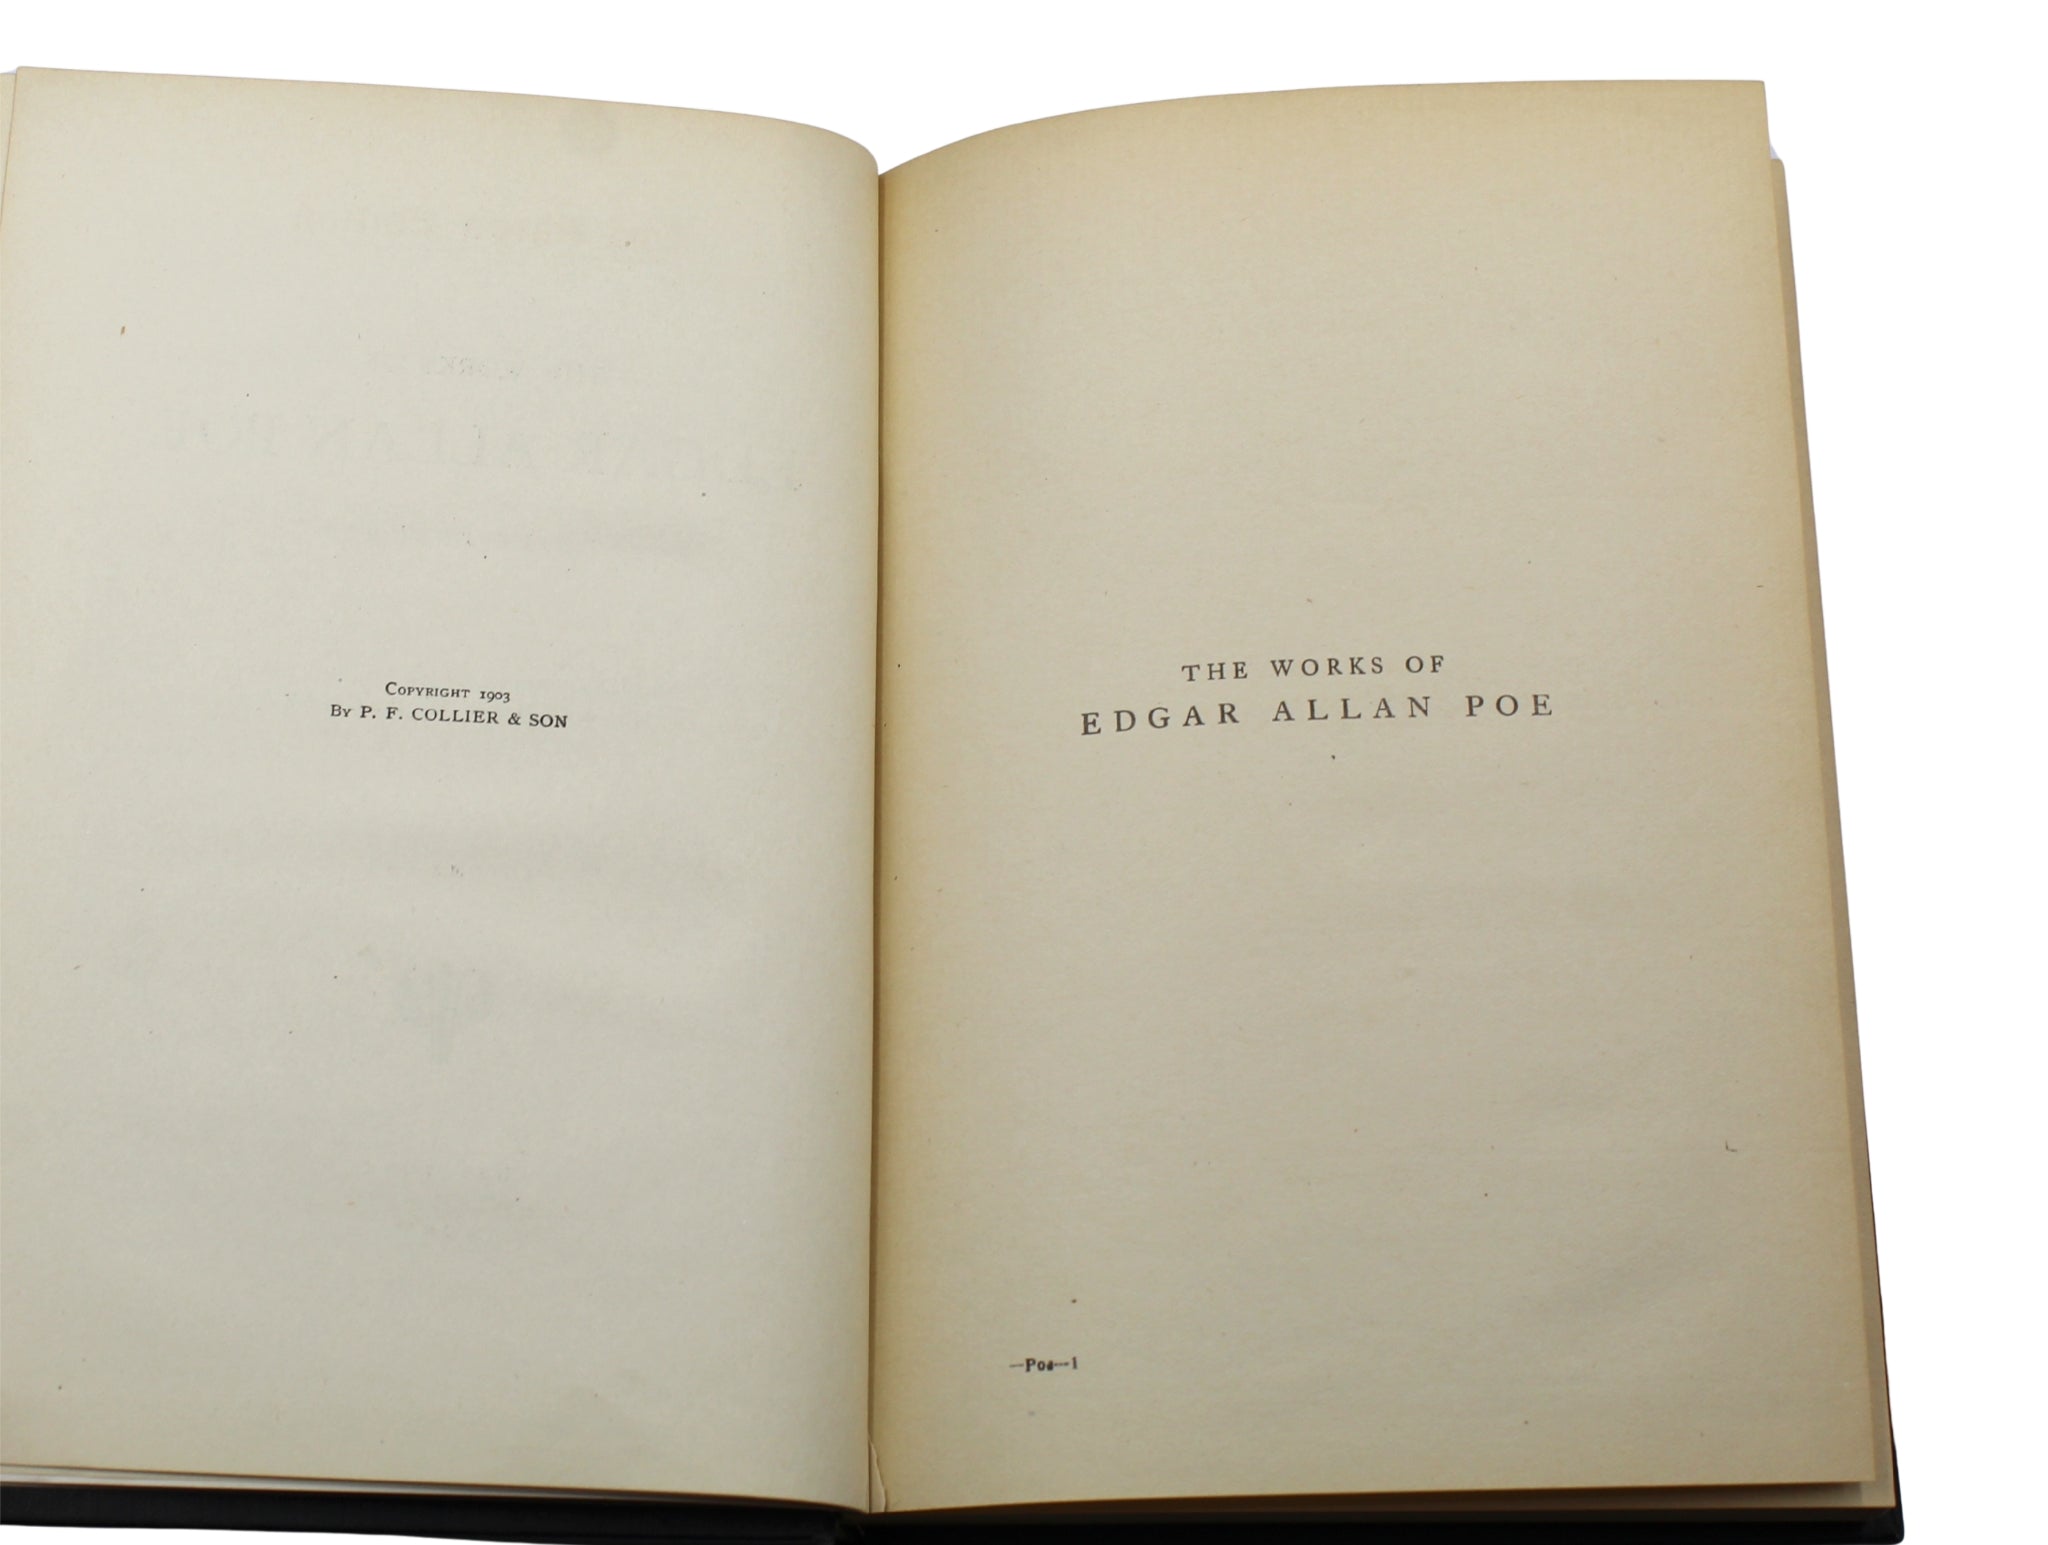 Copyright 1903
By P. F. COLLIER & SON
THE WORKS OF
EDGAR ALLAN POE
—Poe—1